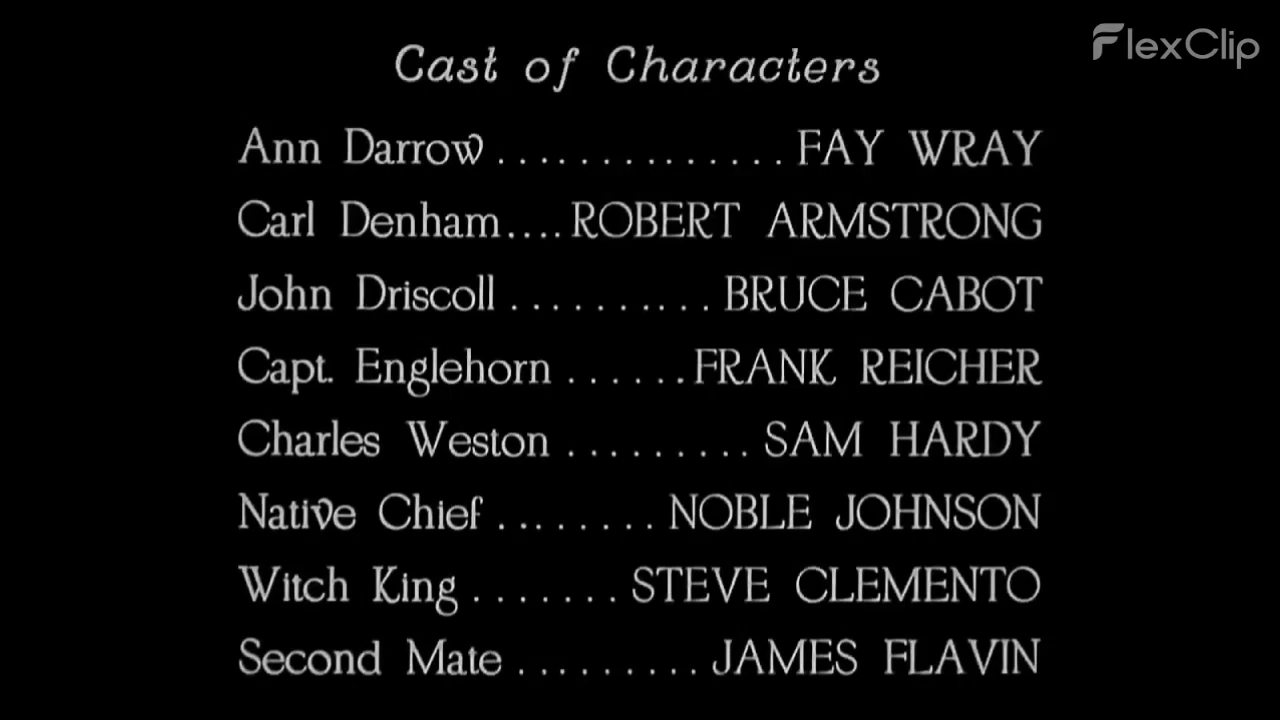 FlexClip
Cast of Characters
Ann Darrow . . . . . . . . . . . . . . FAY WRAY
Carl Denham .... ROBERT ARMSTRONG
John Driscoll . . . . . . . . . . BRUCE CABOT
Capt. Englehorn . . . . . . FRANK REICHER
Charles Weston . . . . . . . . . SAM HARDY
Native Chief . . . . . . . . NOBLE JOHNSON
Witch King . . . . . . . STEVE CLEMENTO
Second Mate . . . . . . . . . JAMES FLAVIN